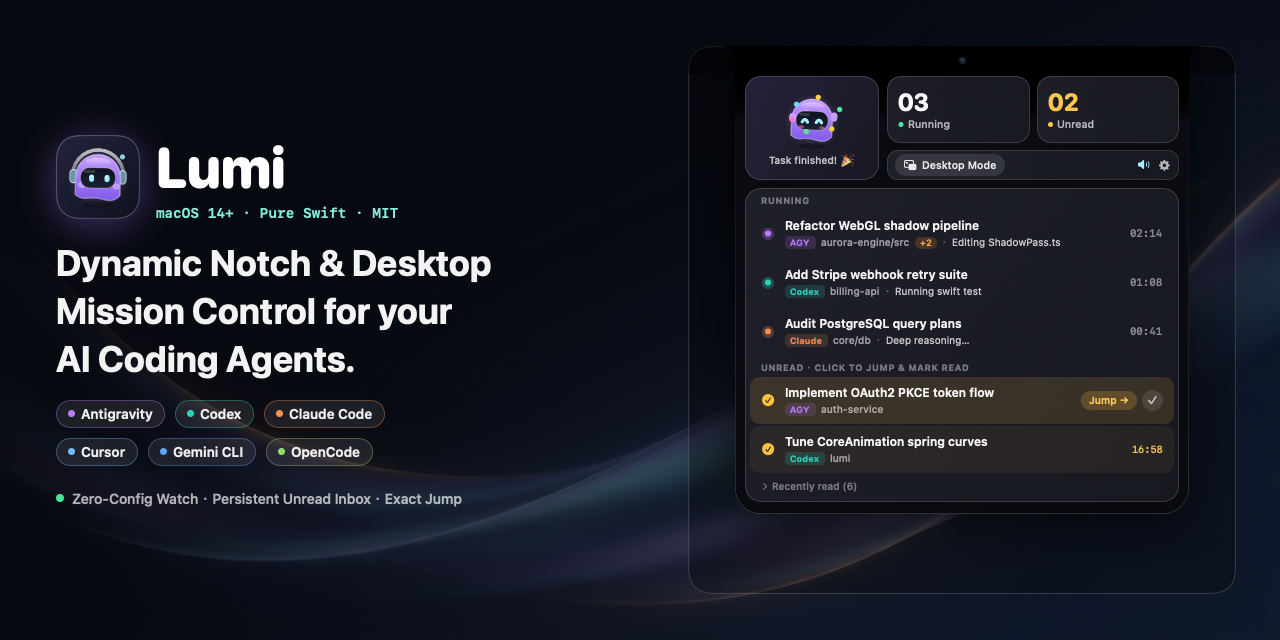 Lumi
macOS 14+ · Pure Swift · MIT
Dynamic Notch & Desktop
Mission Control for your
AI Coding Agents.
Antigravity
Codex
Claude Code
Cursor
Gemini CLI
OpenCode
Zero-Config Watch · Persistent Unread Inbox · Exact Jump
Task finished! 🎉
03
Running
02
Unread
Desktop Mode
RUNNING
Refactor WebGL shadow pipeline
AGY aurora-engine/src +2 · Editing ShadowPass.ts
02:14
Add Stripe webhook retry suite
Codex billing-api · Running swift test
01:08
Audit PostgreSQL query plans
Claude core/db · Deep reasoning…
00:41
UNREAD · CLICK TO JUMP & MARK READ
Implement OAuth2 PKCE token flow
AGY auth-service
Jump →
Tune CoreAnimation spring curves
Codex lumi
16:58
Recently read (6)